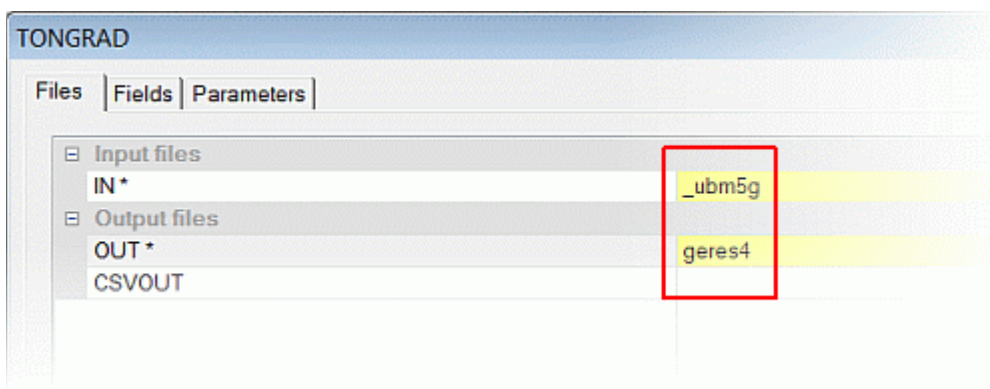 TONGRAD
Files Fields Parameters
Input files
IN * _ubm5g
Output files
OUT * geres4
CSVOUT